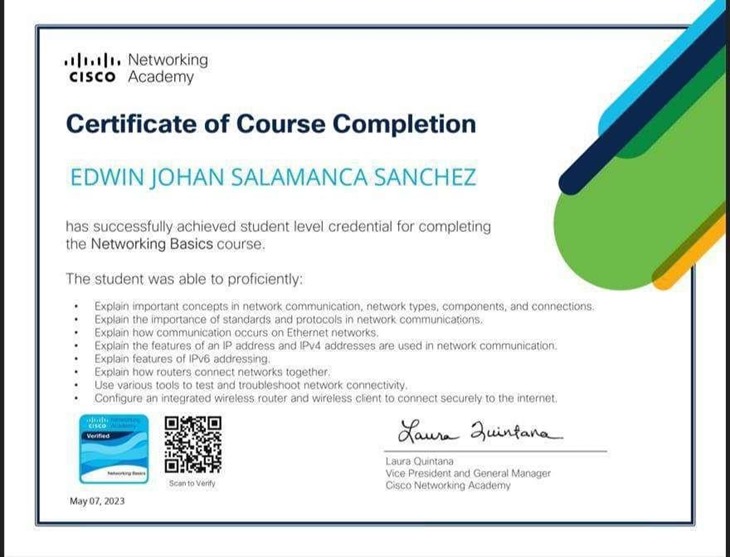 Networking
CISCO Academy
Certificate of Course Completion
EDWIN JOHAN SALAMANCA SANCHEZ
has successfully achieved student level credential for completing
the Networking Basics course.
The student was able to proficiently:
• Explain important concepts in network communication, network types, components, and connections.
• Explain the importance of standards and protocols in network communications.
• Explain how communication occurs on Ethernet networks.
• Explain the features of an IP address and IPv4 addresses are used in network communication.
• Explain features of IPv6 addressing.
• Explain how routers connect networks together.
• Use various tools to test and troubleshoot network connectivity.
• Configure an integrated wireless router and wireless client to connect securely to the internet.
CISCO Networking Academy
Verified
Networking Basics
Scan to Verify
May 07, 2023
Laura Quintana
Laura Quintana
Vice President and General Manager
Cisco Networking Academy